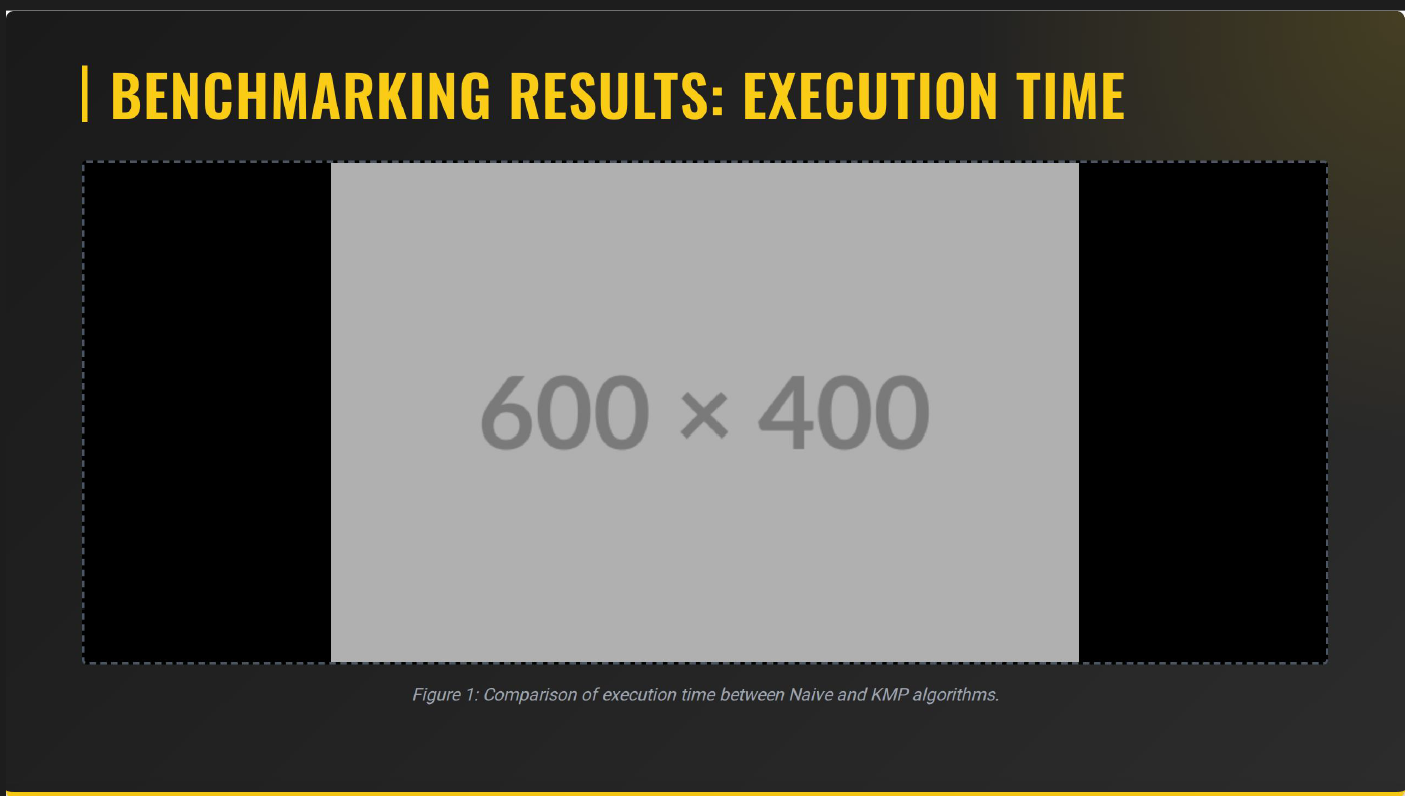 BENCHMARKING RESULTS: EXECUTION TIME
600 × 400
Figure 1: Comparison of execution time between Naive and KMP algorithms.